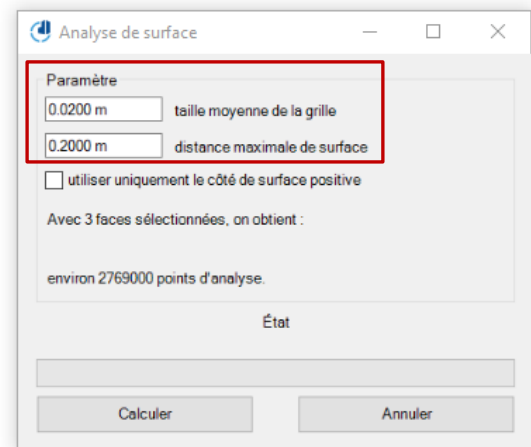 Analyse de surface
Paramètre
0.0200 m taille moyenne de la grille
0.2000 m distance maximale de surface
utiliser uniquement le côté de surface positive
Avec 3 faces sélectionnées, on obtient :
environ 2769000 points d'analyse.
État
Calculer Annuler